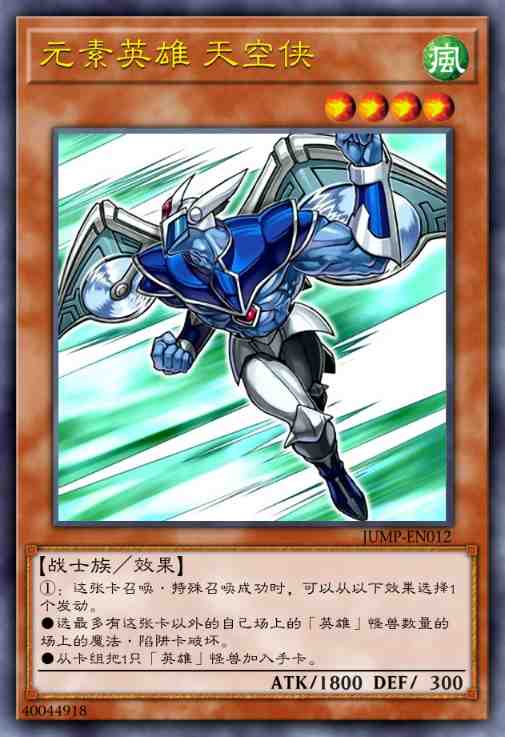 元素英雄 天空侠
風
JUMP-EN012
【战士族／效果】
①：这张卡召唤·特殊召唤成功时，可以从以下效果选择1
个发动。
●选最多有这张卡以外的自己场上的「英雄」怪兽数量的
场上的魔法·陷阱卡破坏。
●从卡组把1只「英雄」怪兽加入手卡。
ATK/1800 DEF/ 300
40044918